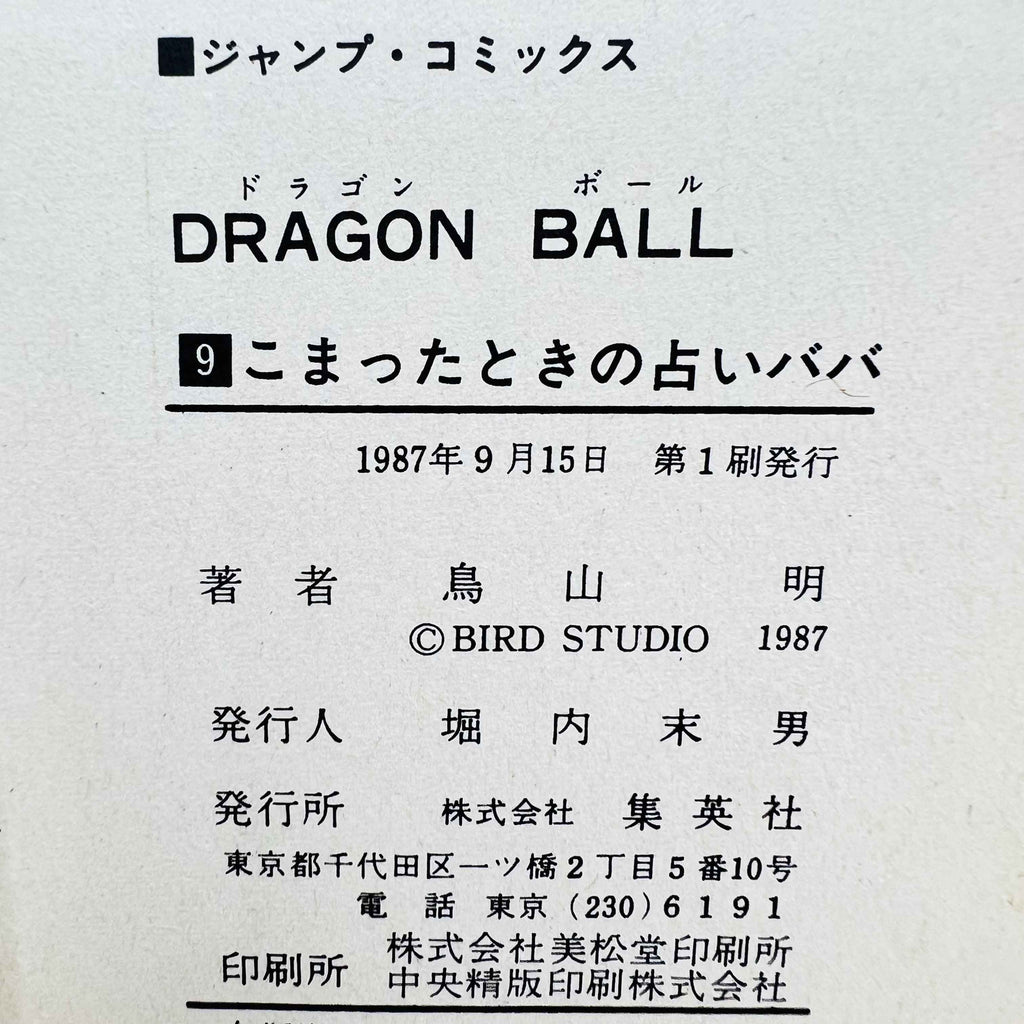 ■ジャンプ・コミックス
ドラゴン ボール
DRAGON BALL
9 こまったときの占いババ
1987年9月15日 第1刷発行
著者 鳥山明
©BIRD STUDIO 1987
発行人 堀内末男
発行所 株式会社 集英社
東京都千代田区一ツ橋2丁目5番10号
電話 東京(230)6191
印刷所 株式会社美松堂印刷所
中央精版印刷株式会社